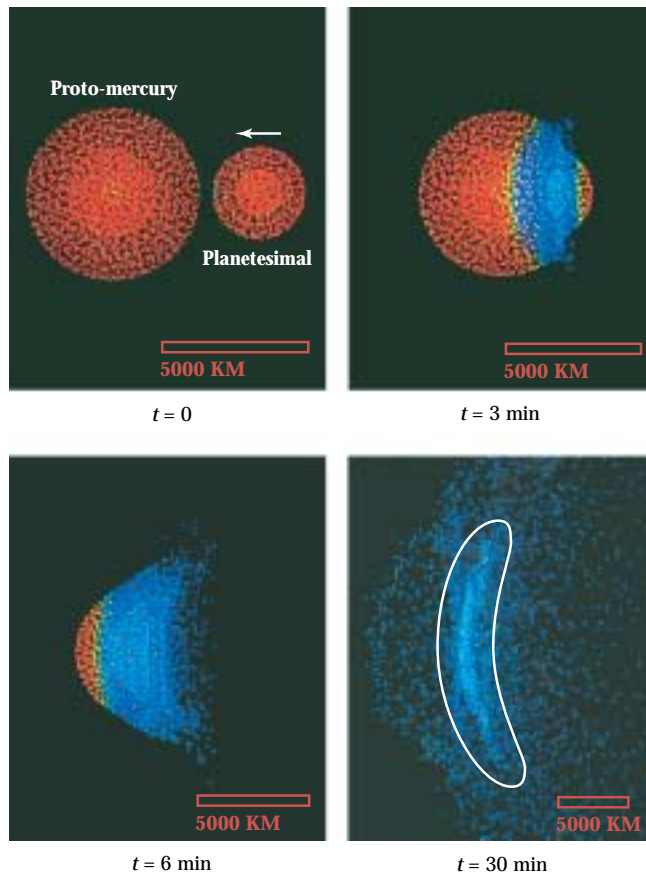 Proto-mercury
Planetesimal
5000 KM
5000 KM
t = 0
t = 3 min
5000 KM
5000 KM
t = 6 min
t = 30 min